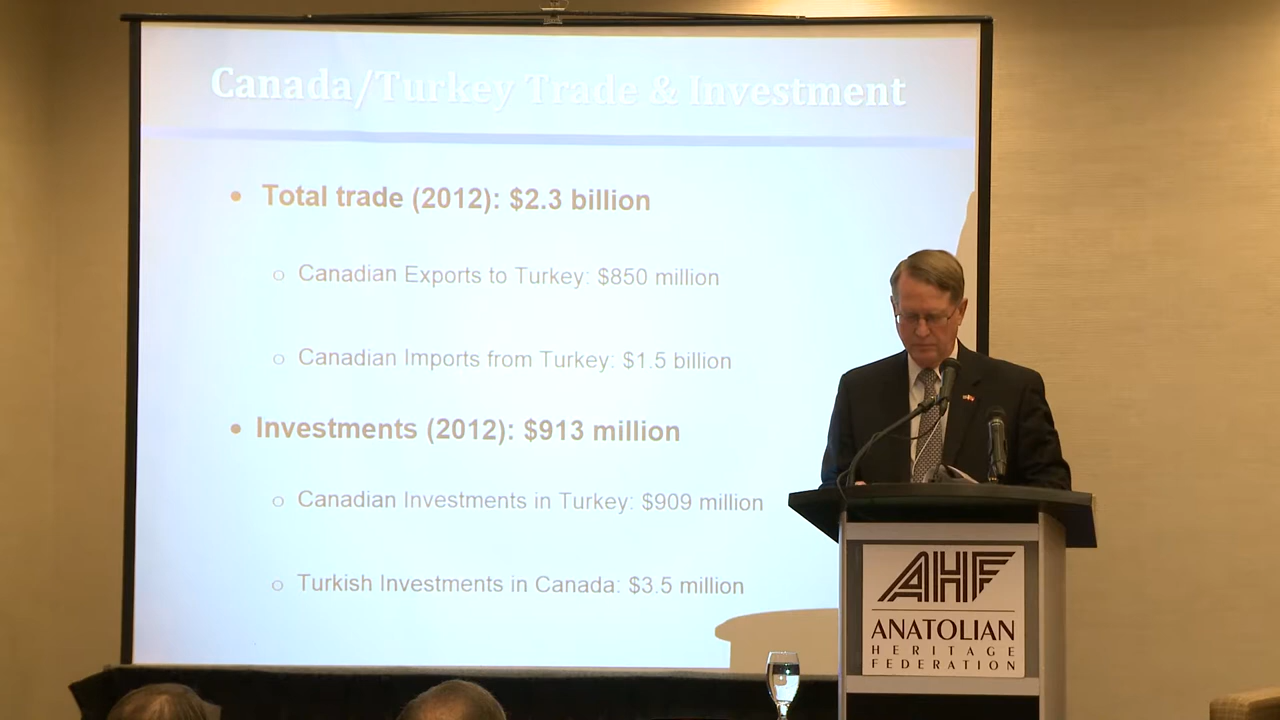 Canada/Turkey Trade & Investment
• Total trade (2012): $2.3 billion
o Canadian Exports to Turkey: $850 million
o Canadian Imports from Turkey: $1.5 billion
• Investments (2012): $913 million
o Canadian Investments in Turkey: $909 million
o Turkish Investments in Canada: $3.5 million
AHF
ANATOLIAN
HERITAGE
FEDERATION